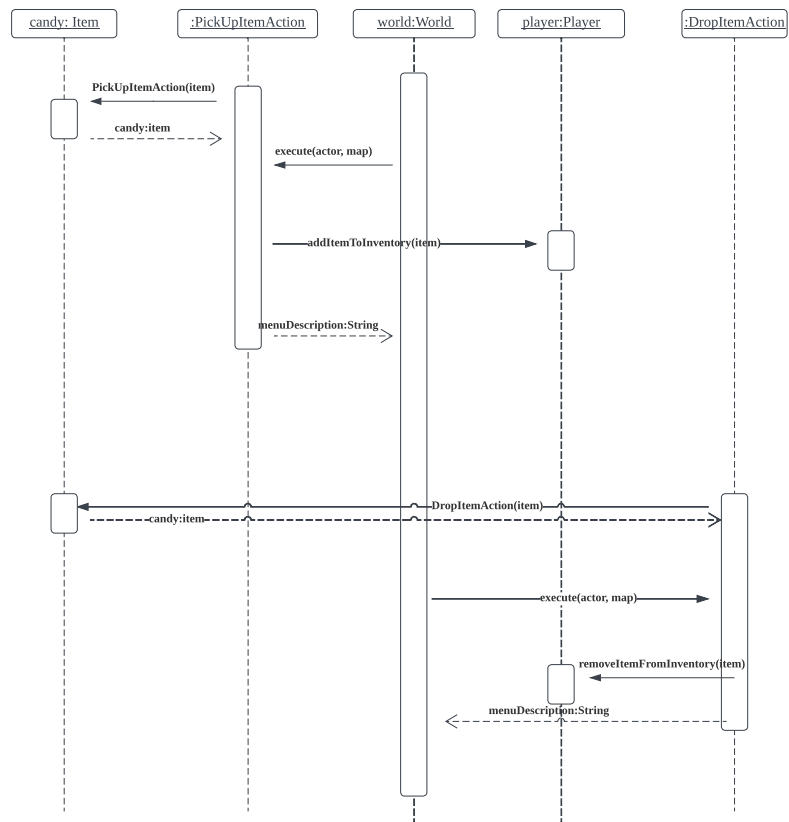 candy: Item
:PickUpItemAction
world:World
player:Player
:DropItemAction
PickUpItemAction(item)
candy:item
execute(actor, map)
addItemToInventory(item)
menuDescription:String
DropItemAction(item)
candy:item
execute(actor, map)
removeItemFromInventory(item)
menuDescription:String